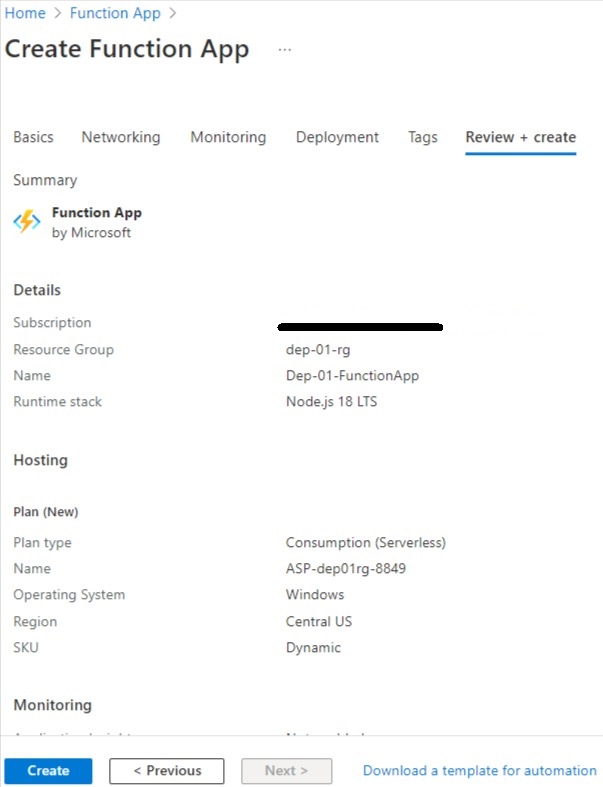 Home > Function App >
Create Function App ...
Basics Networking Monitoring Deployment Tags Review + create
Summary
Function App
by Microsoft
Details
Subscription
Resource Group dep-01-rg
Name Dep-01-FunctionApp
Runtime stack Node.js 18 LTS
Hosting
Plan (New)
Plan type Consumption (Serverless)
Name ASP-dep01rg-8849
Operating System Windows
Region Central US
SKU Dynamic
Monitoring
Create < Previous Next > Download a template for automation